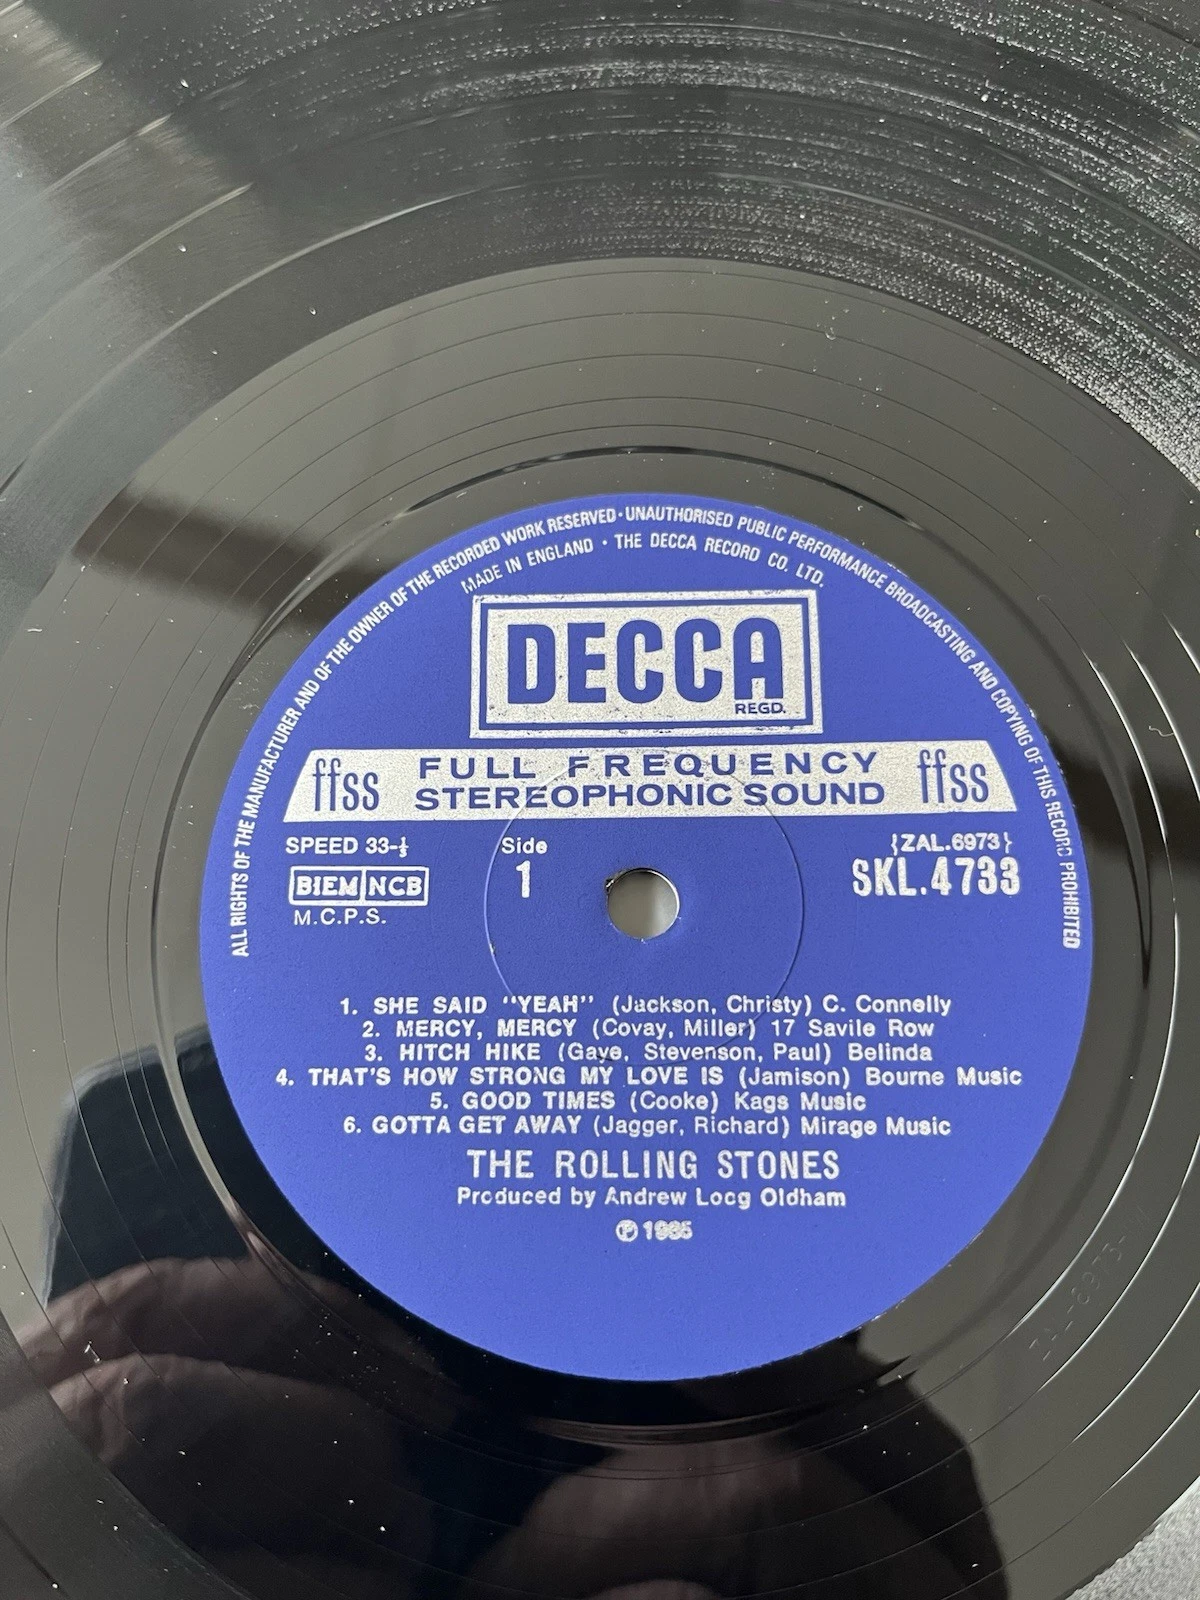 ALL RIGHTS OF THE MANUFACTURER AND OF THE OWNER OF THE RECORDED WORK RESERVED · UNAUTHORISED PUBLIC PERFORMANCE BROADCASTING AND COPYING OF THIS RECORD PROHIBITED
MADE IN ENGLAND · THE DECCA RECORD CO. LTD.
DECCA
REGD.
ffss FULL FREQUENCY STEREOPHONIC SOUND ffss
SPEED 33-⅓ Side {ZAL.6973}
BIEM NCB 1 SKL.4733
M.C.P.S.
1. SHE SAID "YEAH" (Jackson, Christy) C. Connelly
2. MERCY, MERCY (Covay, Miller) 17 Savile Row
3. HITCH HIKE (Gaye, Stevenson, Paul) Belinda
4. THAT'S HOW STRONG MY LOVE IS (Jamison) Bourne Music
5. GOOD TIMES (Cooke) Kags Music
6. GOTTA GET AWAY (Jagger, Richard) Mirage Music
THE ROLLING STONES
Produced by Andrew Loog Oldham
℗ 1965